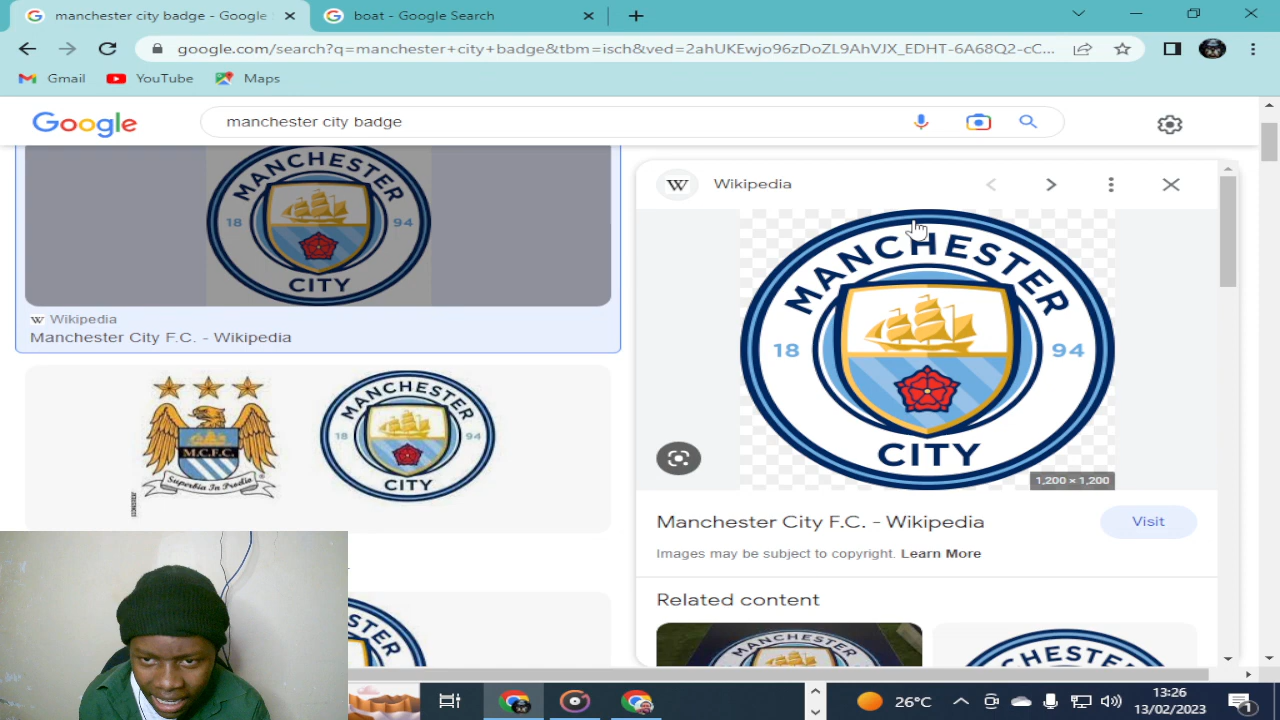 manchester city badge - Google
boat - Google Search
google.com/search?q=manchester+city+badge&tbm=isch&ved=2ahUKEwjo96zDoZL9AhVJX_EDHT-6A68Q2-cC...
Gmail
YouTube
Maps
Google
manchester city badge
MANCHESTER
18 94
CITY
W Wikipedia
Manchester City F.C. - Wikipedia
M.C.F.C.
Superbia In Proelio
MANCHESTER
18 94
CITY
W Wikipedia
MANCHESTER
18 94
CITY
1,200 × 1,200
Manchester City F.C. - Wikipedia
Visit
Images may be subject to copyright. Learn More
Related content
MANCHESTER
26°C
13:26
13/02/2023
1